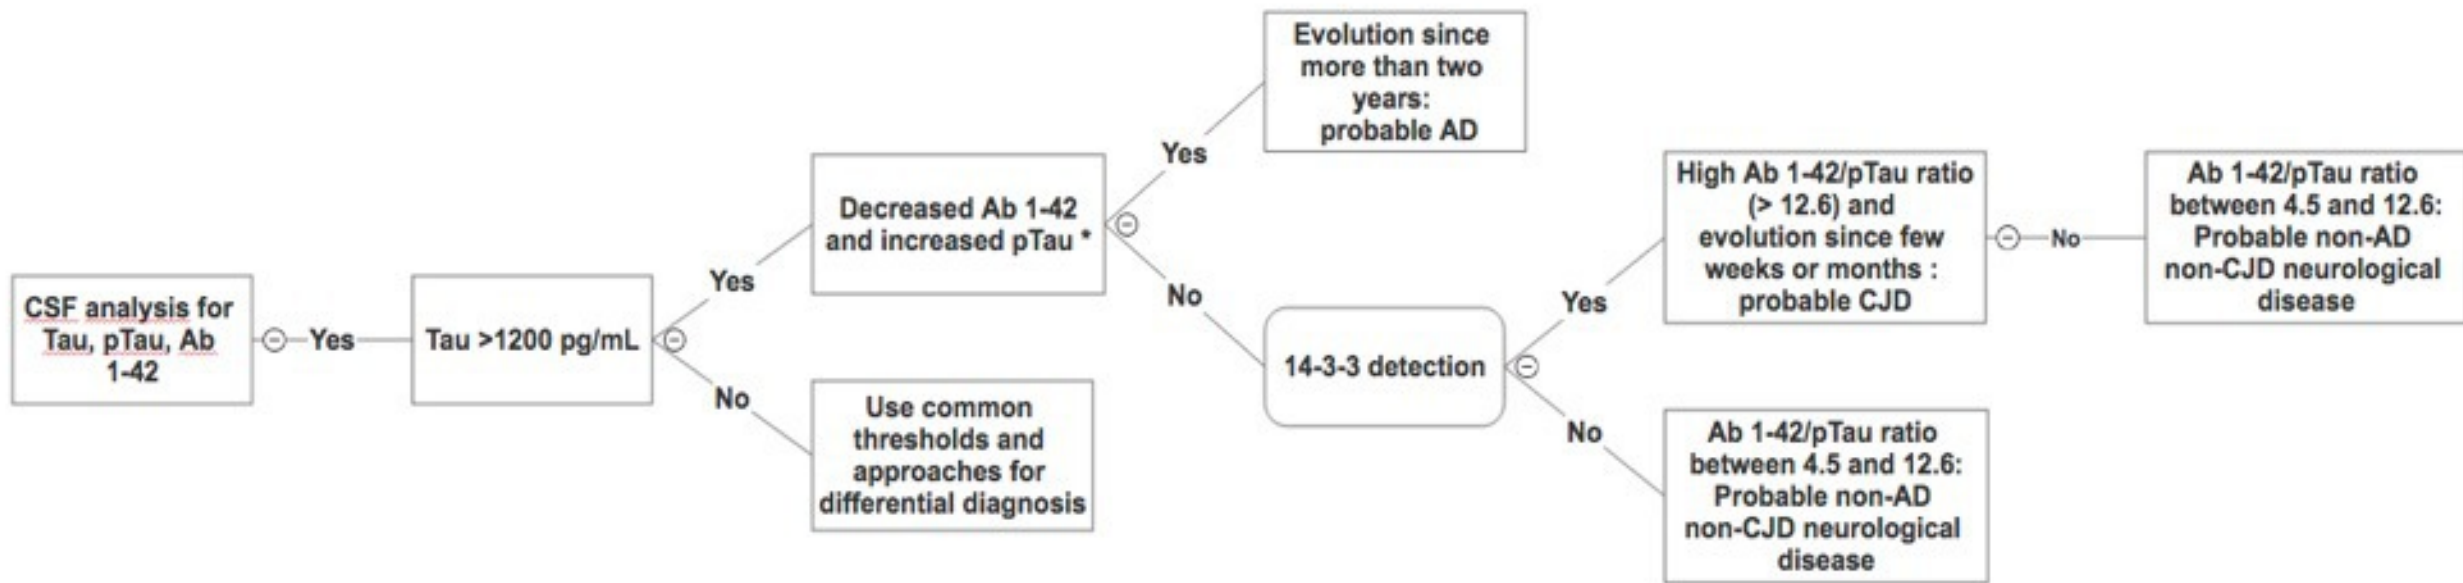 CSF analysis for
Tau, pTau, Ab
1-42
Yes
Tau >1200 pg/mL
Yes
No
Decreased Ab 1-42
and increased pTau *
Use common
thresholds and
approaches for
differential diagnosis
Yes
No
Evolution since
more than two
years:
probable AD
14-3-3 detection
Yes
No
High Ab 1-42/pTau ratio
(> 12.6) and
evolution since few
weeks or months :
probable CJD
No
Ab 1-42/pTau ratio
between 4.5 and 12.6:
Probable non-AD
non-CJD neurological
disease
Ab 1-42/pTau ratio
between 4.5 and 12.6:
Probable non-AD
non-CJD neurological
disease